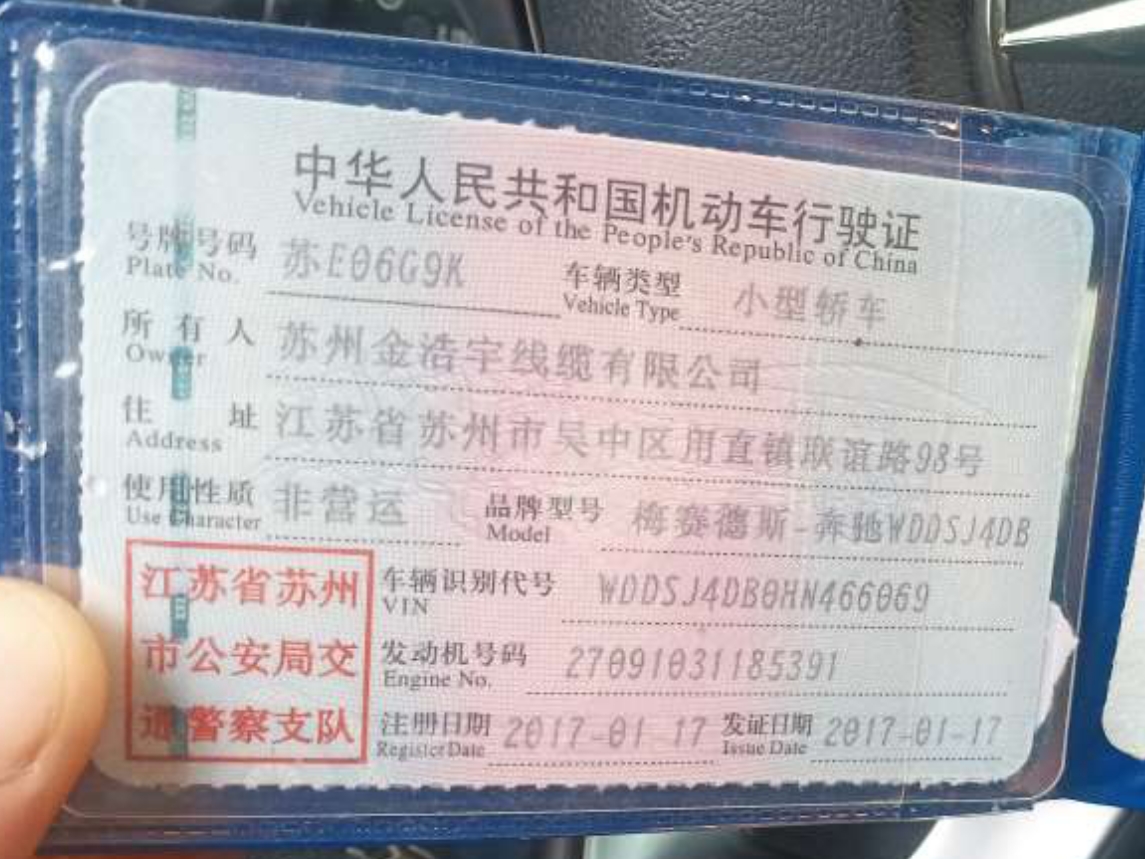 中华人民共和国机动车行驶证
Vehicle License of the People's Republic of China
号牌号码 苏E06G9K 车辆类型 小型轿车
Plate No. Vehicle Type
所有人 苏州金浩宇线缆有限公司
Owner
住址 江苏省苏州市吴中区甪直镇联谊路98号
Address
使用性质 非营运 品牌型号 梅赛德斯-奔驰WDDSJ4DB
Use Character Model
江苏省苏州 车辆识别代号 WDDSJ4DB0HN466069
VIN
市公安局交 发动机号码 27091031185391
Engine No.
通警察支队 注册日期 2017-01-17 发证日期 2017-01-17
Register Date Issue Date